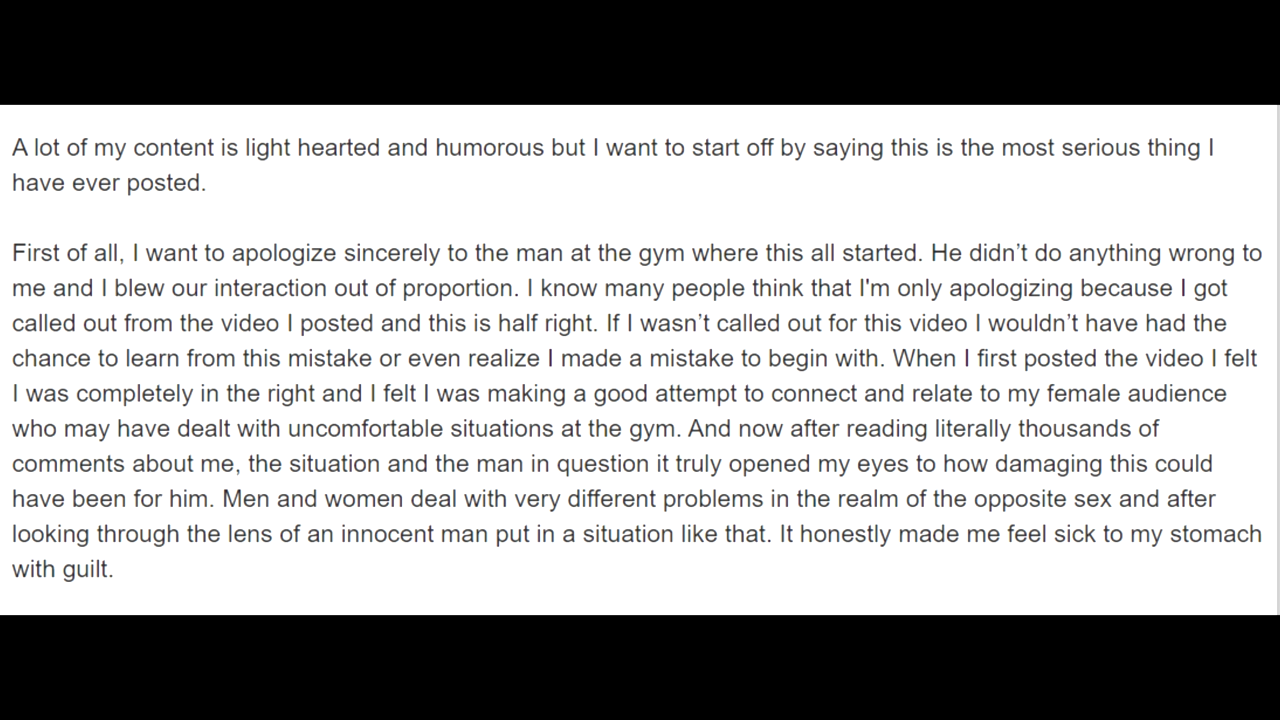 A lot of my content is light hearted and humorous but I want to start off by saying this is the most serious thing I
have ever posted.
First of all, I want to apologize sincerely to the man at the gym where this all started. He didn’t do anything wrong to
me and I blew our interaction out of proportion. I know many people think that I'm only apologizing because I got
called out from the video I posted and this is half right. If I wasn’t called out for this video I wouldn’t have had the
chance to learn from this mistake or even realize I made a mistake to begin with. When I first posted the video I felt
I was completely in the right and I felt I was making a good attempt to connect and relate to my female audience
who may have dealt with uncomfortable situations at the gym. And now after reading literally thousands of
comments about me, the situation and the man in question it truly opened my eyes to how damaging this could
have been for him. Men and women deal with very different problems in the realm of the opposite sex and after
looking through the lens of an innocent man put in a situation like that. It honestly made me feel sick to my stomach
with guilt.